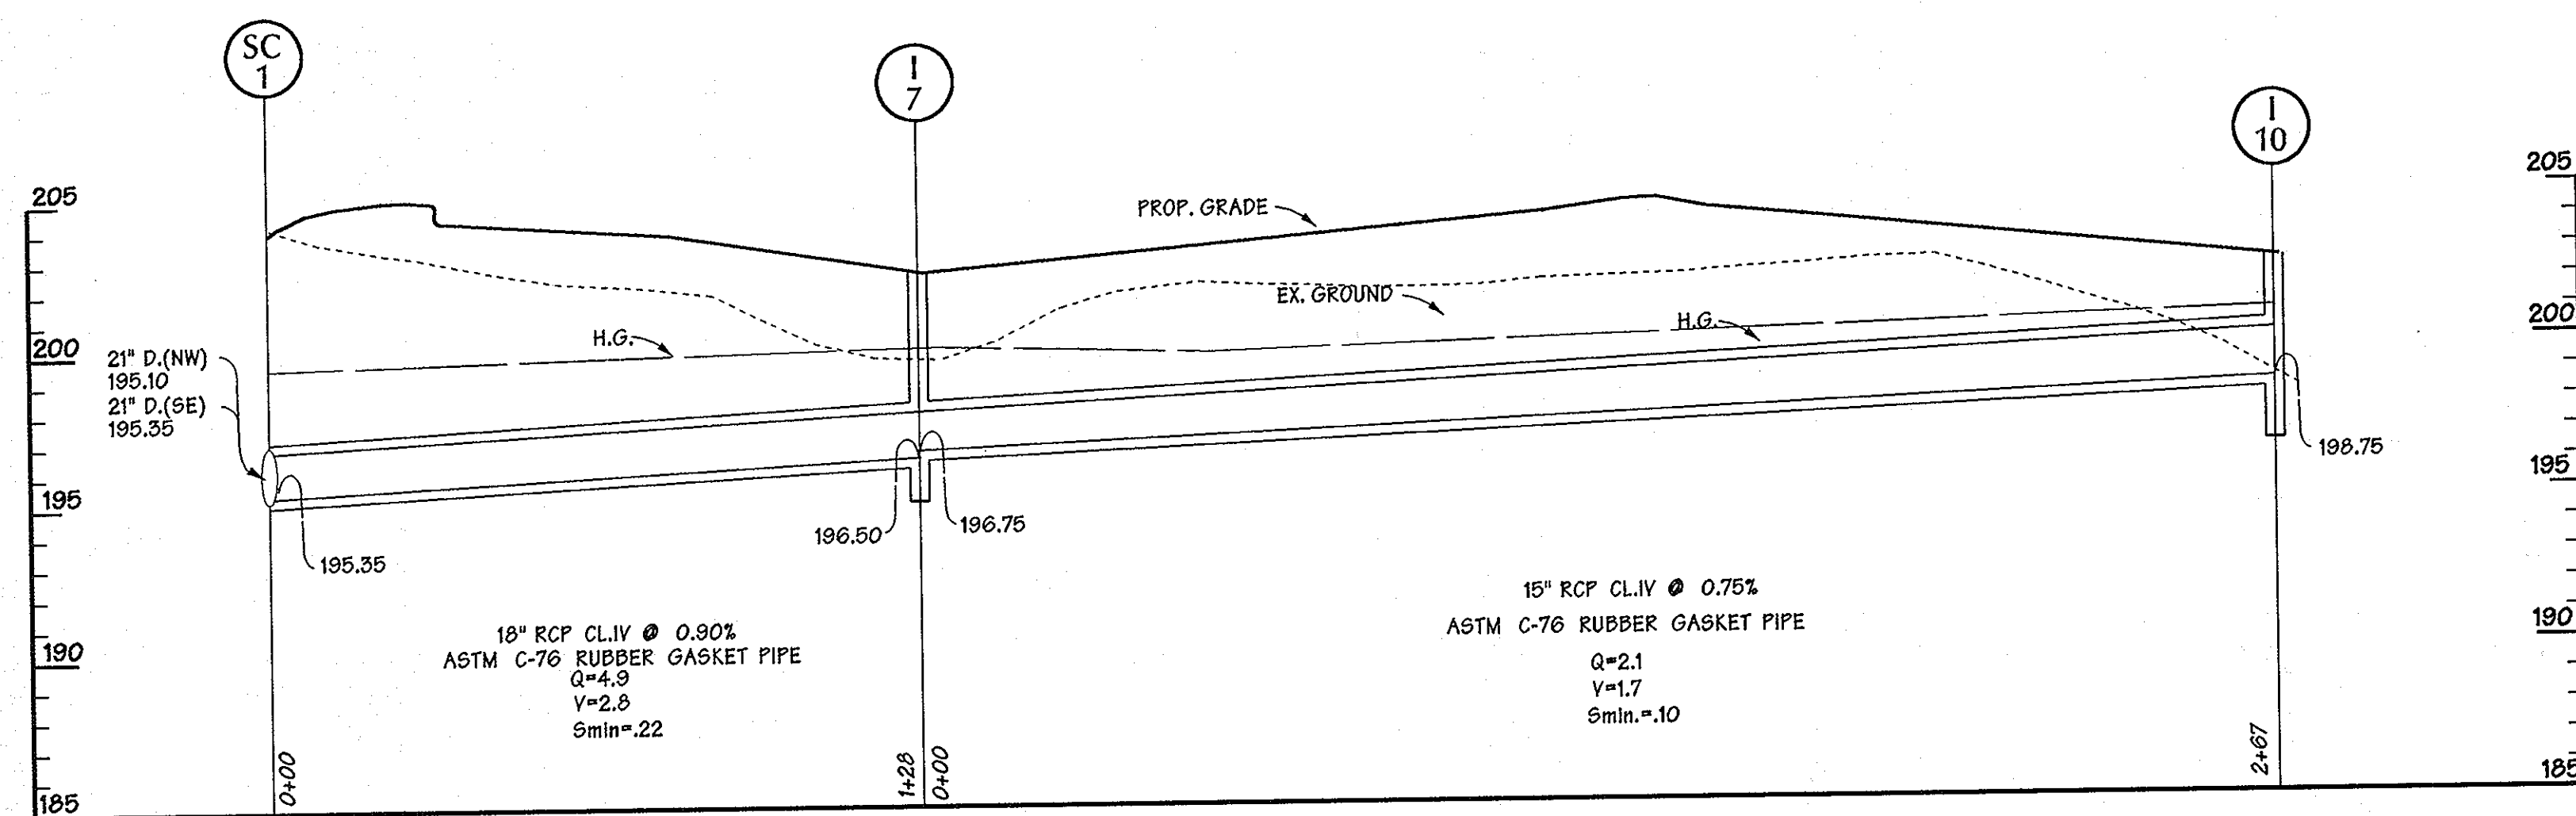 SC
1
I
7
I
10
205
205
PROP. GRADE
EX. GROUND
H.G.
H.G.
200
200
21" D.(NW)
195.10
21" D.(SE)
195.35
198.75
195
195
196.50
196.75
195.35
18" RCP CL.IV @ 0.90%
ASTM C-76 RUBBER GASKET PIPE
Q=4.9
V=2.8
Smin=.22
15" RCP CL.IV @ 0.75%
ASTM C-76 RUBBER GASKET PIPE
Q=2.1
V=1.7
Smin.=.10
190
190
0+00
1+28
0+00
2+67
185
185